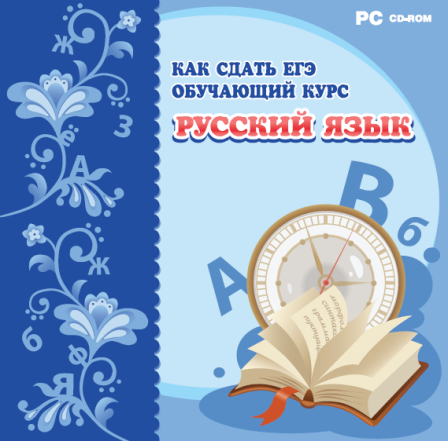 PC CD-ROM
КАК СДАТЬ ЕГЭ
ОБУЧАЮЩИЙ КУРС
РУССКИЙ ЯЗЫК
ж
ё
З
А
Ж
б
ф
Я
В
А
б